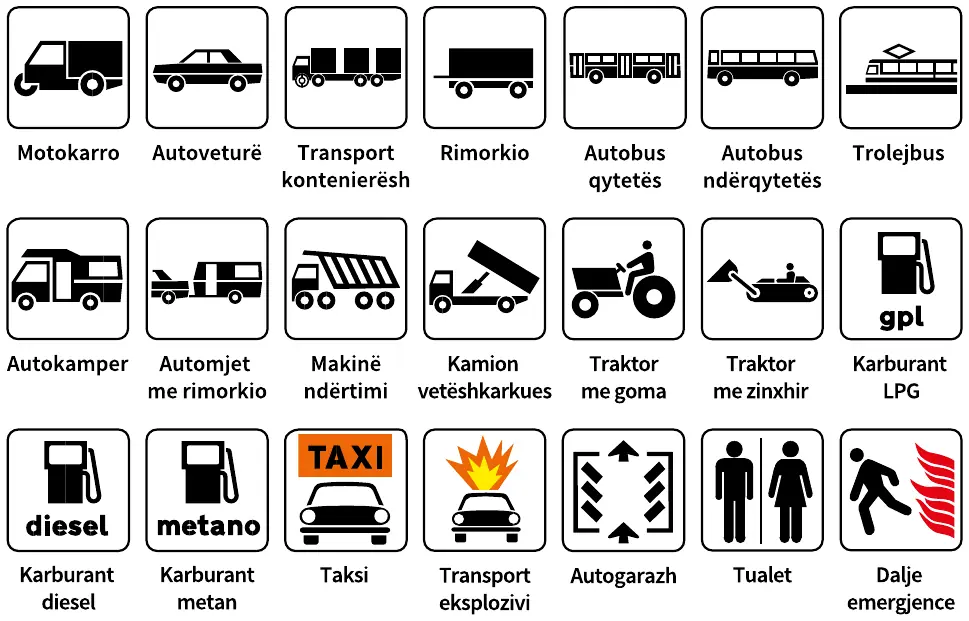 Motokarro
Autoveturë
Transport
kontenierësh
Rimorkio
Autobus
qytetës
Autobus
ndërqytetës
Trolejbus
Autokamper
Automjet
me rimorkio
Makinë
ndërtimi
Kamion
vetëshkarkues
Traktor
me goma
Traktor
me zinxhir
gpl
Karburant
LPG
diesel
Karburant
diesel
metano
Karburant
metan
TAXI
Taksi
Transport
eksplozivi
Autogarazh
Tualet
Dalje
emergjence